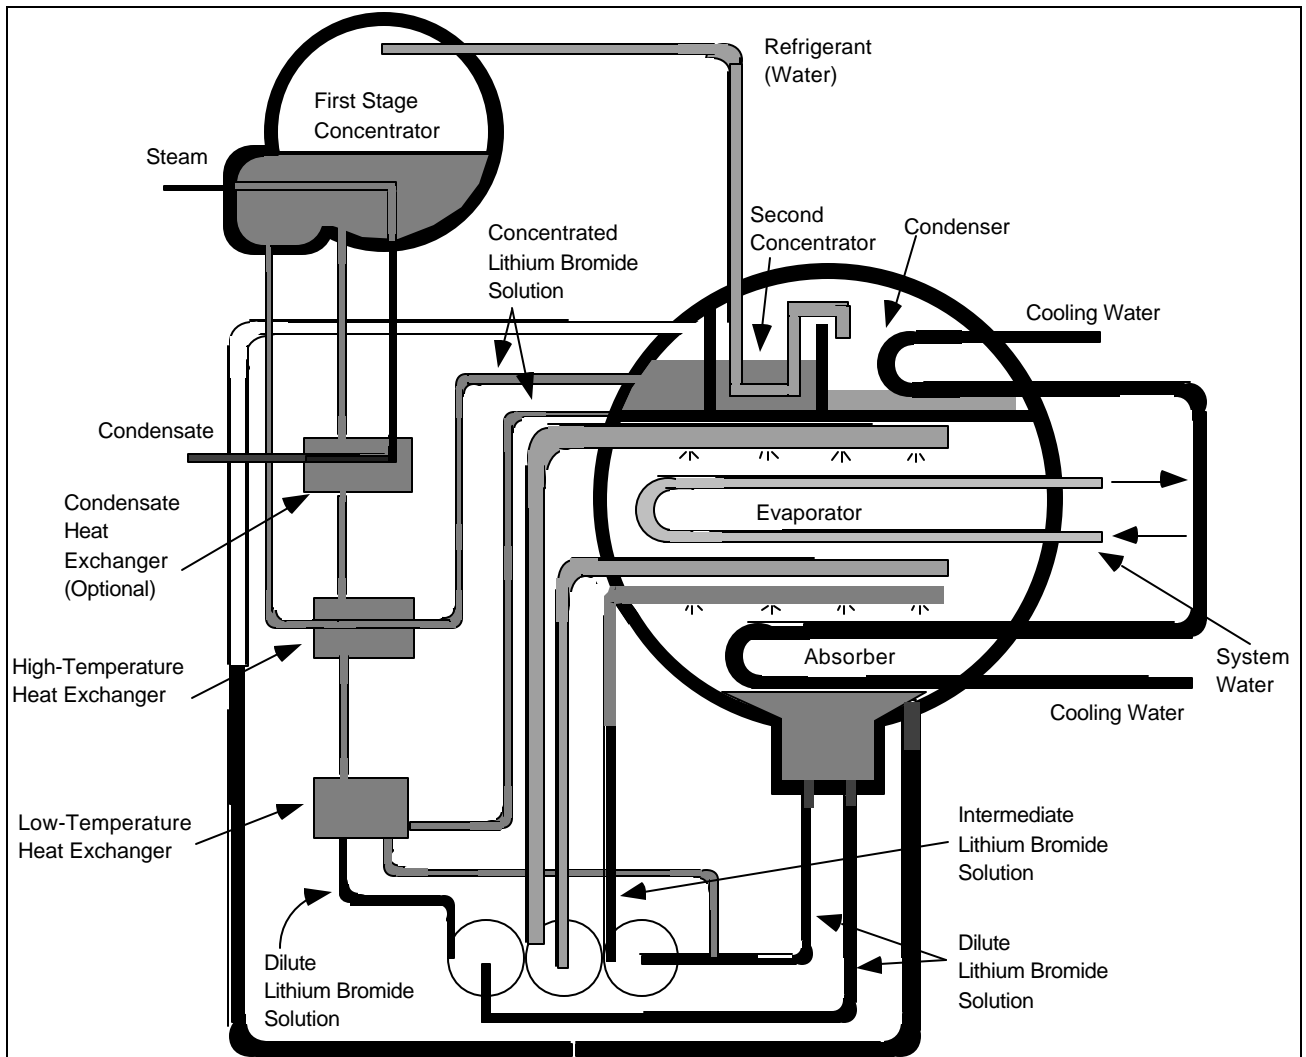 Refrigerant
(Water)
First Stage
Concentrator
Steam
Second
Concentrator
Condenser
Concentrated
Lithium Bromide
Solution
Cooling Water
Condensate
Condensate
Heat
Exchanger
(Optional)
Evaporator
High-Temperature
Heat Exchanger
Absorber
System
Water
Cooling Water
Low-Temperature
Heat Exchanger
Intermediate
Lithium Bromide
Solution
Dilute
Lithium Bromide
Solution
Dilute
Lithium Bromide
Solution